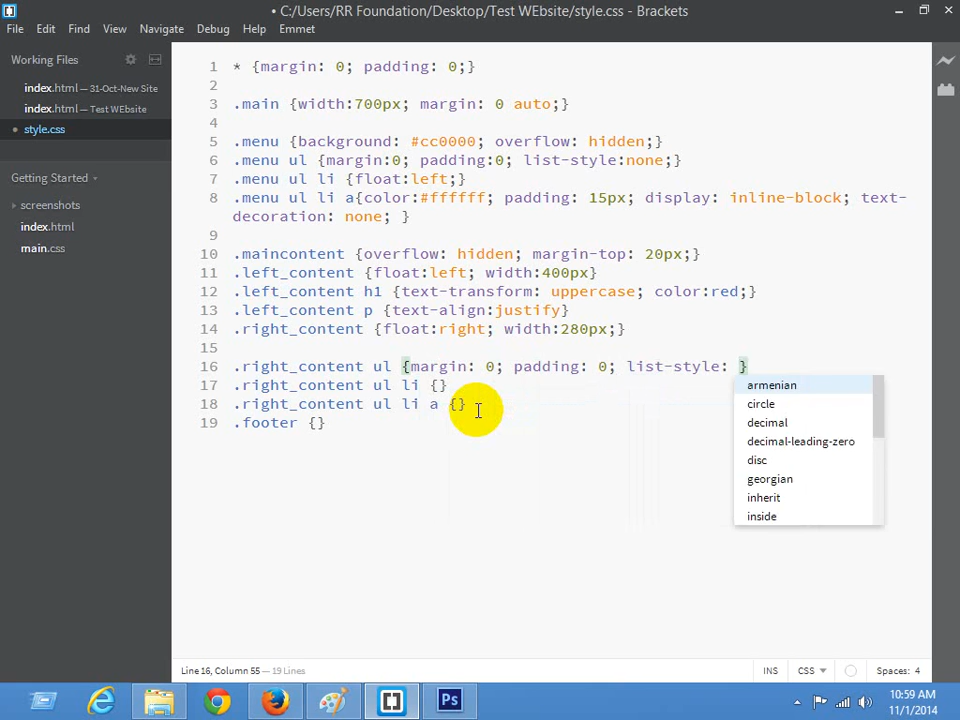 • C:/Users/RR Foundation/Desktop/Test WEbsite/style.css - Brackets
File Edit Find View Navigate Debug Help Emmet
Working Files
index.html — 31-Oct-New Site
index.html — Test WEbsite
style.css
Getting Started
screenshots
index.html
main.css
1 * {margin: 0; padding: 0;}
2
3 .main {width:700px; margin: 0 auto;}
4
5 .menu {background: #cc0000; overflow: hidden;}
6 .menu ul {margin:0; padding:0; list-style:none;}
7 .menu ul li {float:left;}
8 .menu ul li a{color:#ffffff; padding: 15px; display: inline-block; text-
decoration: none; }
9
10 .maincontent {overflow: hidden; margin-top: 20px;}
11 .left_content {float:left; width:400px}
12 .left_content h1 {text-transform: uppercase; color:red;}
13 .left_content p {text-align:justify}
14 .right_content {float:right; width:280px;}
15
16 .right_content ul {margin: 0; padding: 0; list-style: }
17 .right_content ul li {}
18 .right_content ul li a {}
19 .footer {}
armenian
circle
decimal
decimal-leading-zero
disc
georgian
inherit
inside
Line 16, Column 55 — 19 Lines
INS CSS Spaces: 4
Ps
10:59 AM
11/1/2014